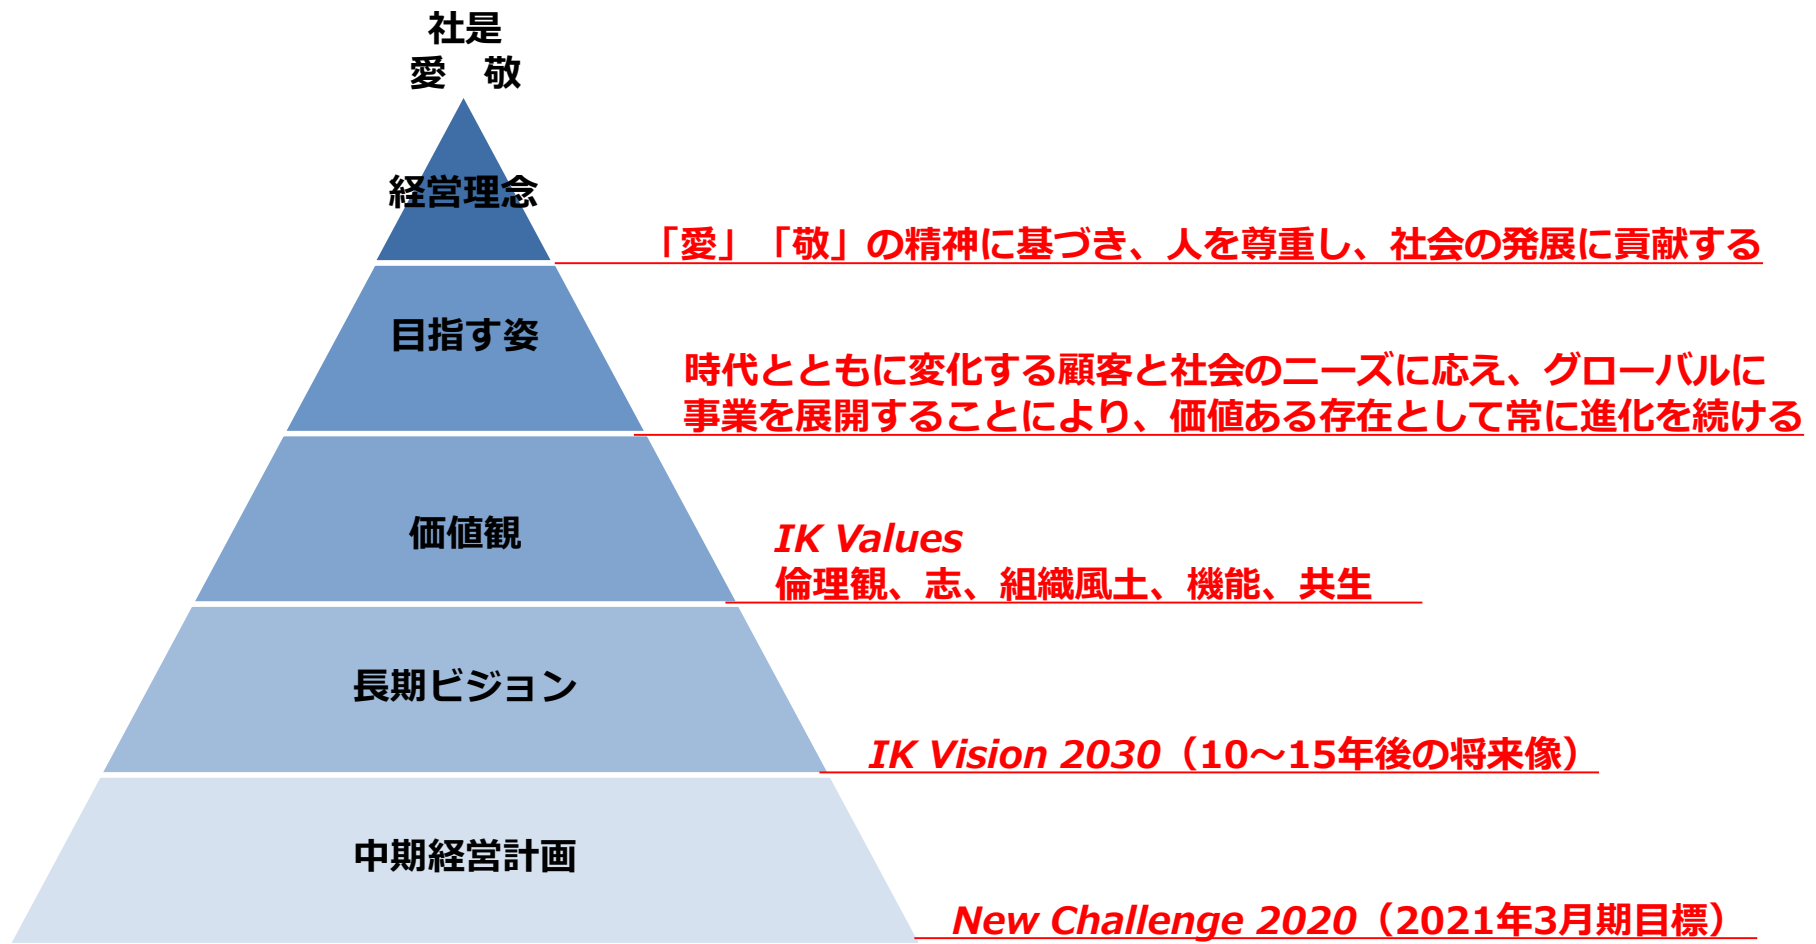 社是
愛　敬
経営理念
「愛」「敬」の精神に基づき、人を尊重し、社会の発展に貢献する
目指す姿
時代とともに変化する顧客と社会のニーズに応え、グローバルに
事業を展開することにより、価値ある存在として常に進化を続ける
価値観
IK Values
倫理観、志、組織風土、機能、共生
長期ビジョン
IK Vision 2030（10～15年後の将来像）
中期経営計画
New Challenge 2020（2021年3月期目標）